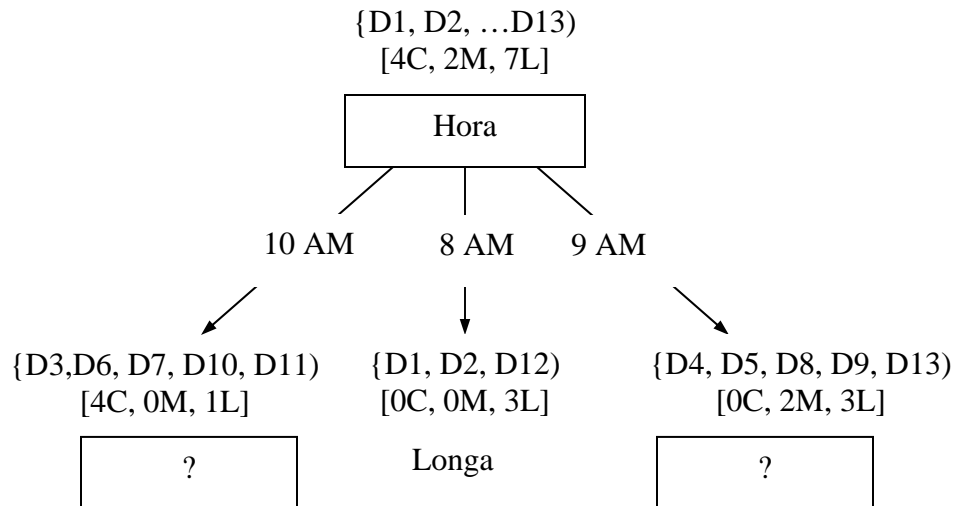 {D1, D2, …D13)
[4C, 2M, 7L]
Hora
10 AM 8 AM 9 AM
{D3,D6, D7, D10, D11) {D1, D2, D12) {D4, D5, D8, D9, D13)
[4C, 0M, 1L] [0C, 0M, 3L] [0C, 2M, 3L]
? Longa ?